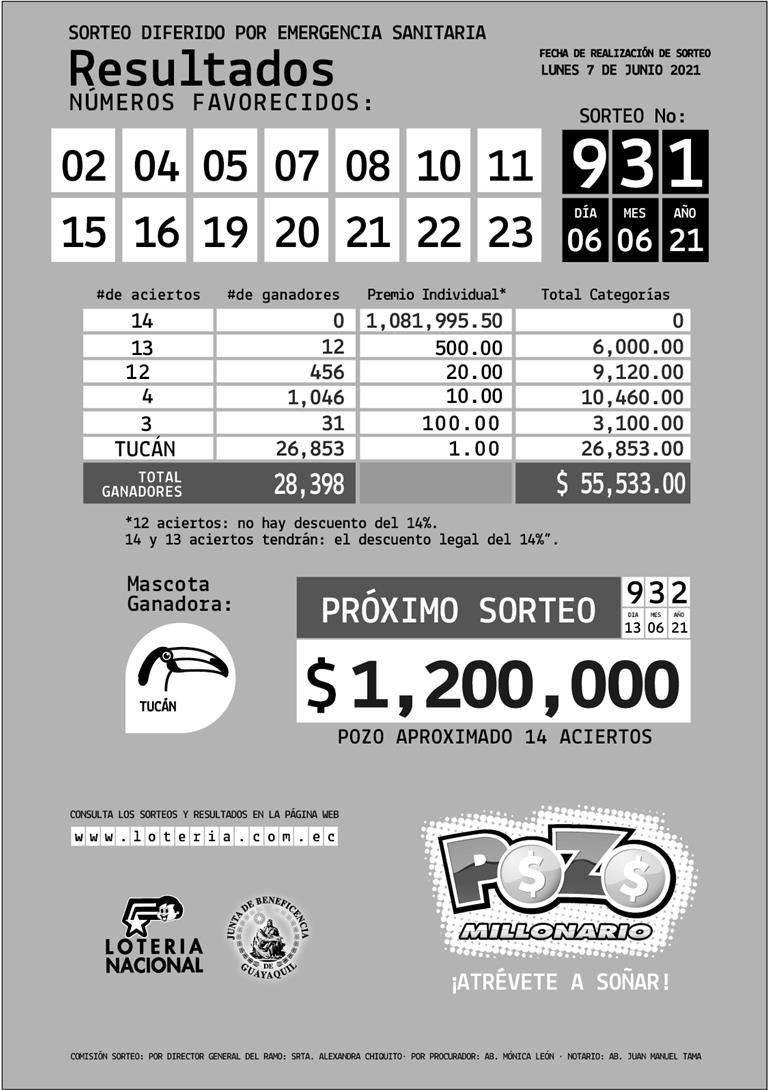 SORTEO DIFERIDO POR EMERGENCIA SANITARIA
Resultados
NÚMEROS FAVORECIDOS:
FECHA DE REALIZACIÓN DE SORTEO
LUNES 7 DE JUNIO 2021
SORTEO No:
931
DÍA MES AÑO
06 06 21
02 04 05 07 08 10 11
15 16 19 20 21 22 23
#de aciertos #de ganadores Premio Individual* Total Categorías
14 0 1,081,995.50 0
13 12 500.00 6,000.00
12 456 20.00 9,120.00
4 1,046 10.00 10,460.00
3 31 100.00 3,100.00
TUCÁN 26,853 1.00 26,853.00
TOTAL
GANADORES 28,398 $ 55,533.00
*12 aciertos: no hay descuento del 14%.
14 y 13 aciertos tendrán: el descuento legal del 14%”.
Mascota
Ganadora:
TUCÁN
PRÓXIMO SORTEO
932
DIA MES AÑO
13 06 21
$1,200,000
POZO APROXIMADO 14 ACIERTOS
CONSULTA LOS SORTEOS Y RESULTADOS EN LA PÁGINA WEB
www.loteria.com.ec
LOTERIA
NACIONAL
JUNTA DE BENEFICENCIA
DE
GUAYAQUIL
POZO
$ $
MILLONARIO
¡ATRÉVETE A SOÑAR!
COMISIÓN SORTEO: POR DIRECTOR GENERAL DEL RAMO: SRTA. ALEXANDRA CHIQUITO· POR PROCURADOR: AB. MÓNICA LEÓN · NOTARIO: AB. JUAN MANUEL TAMA